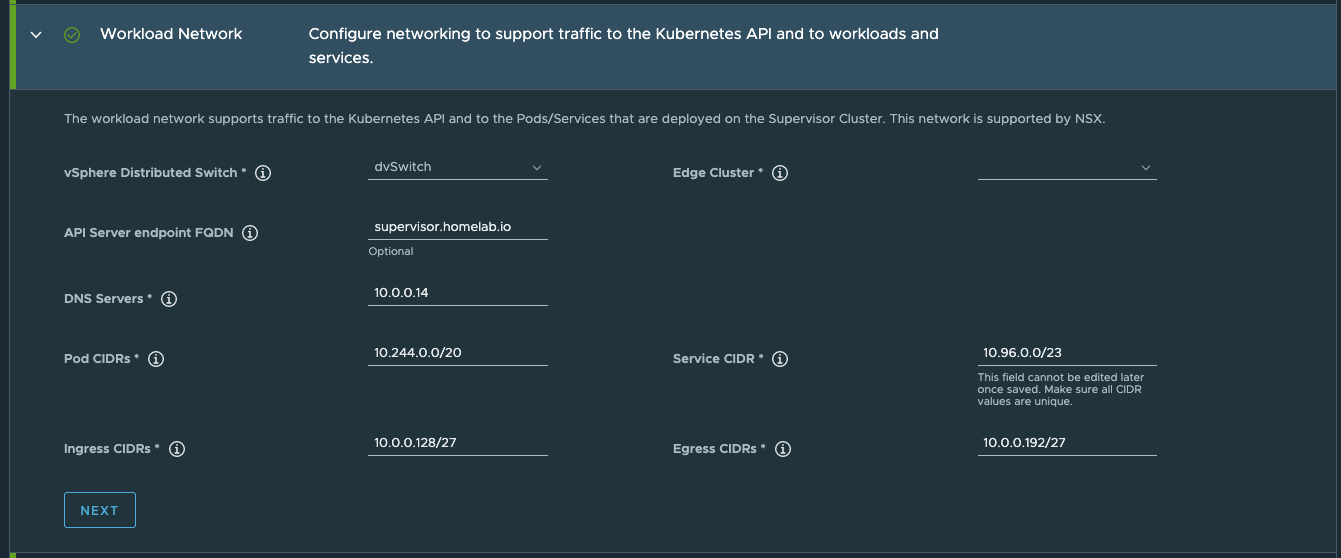 Workload Network
Configure networking to support traffic to the Kubernetes API and to workloads and
services.
The workload network supports traffic to the Kubernetes API and to the Pods/Services that are deployed on the Supervisor Cluster. This network is supported by NSX.
vSphere Distributed Switch *
dvSwitch
Edge Cluster *
API Server endpoint FQDN
supervisor.homelab.io
Optional
DNS Servers *
10.0.0.14
Pod CIDRs *
10.244.0.0/20
Service CIDR *
10.96.0.0/23
This field cannot be edited later
once saved. Make sure all CIDR
values are unique.
Ingress CIDRs *
10.0.0.128/27
Egress CIDRs *
10.0.0.192/27
NEXT